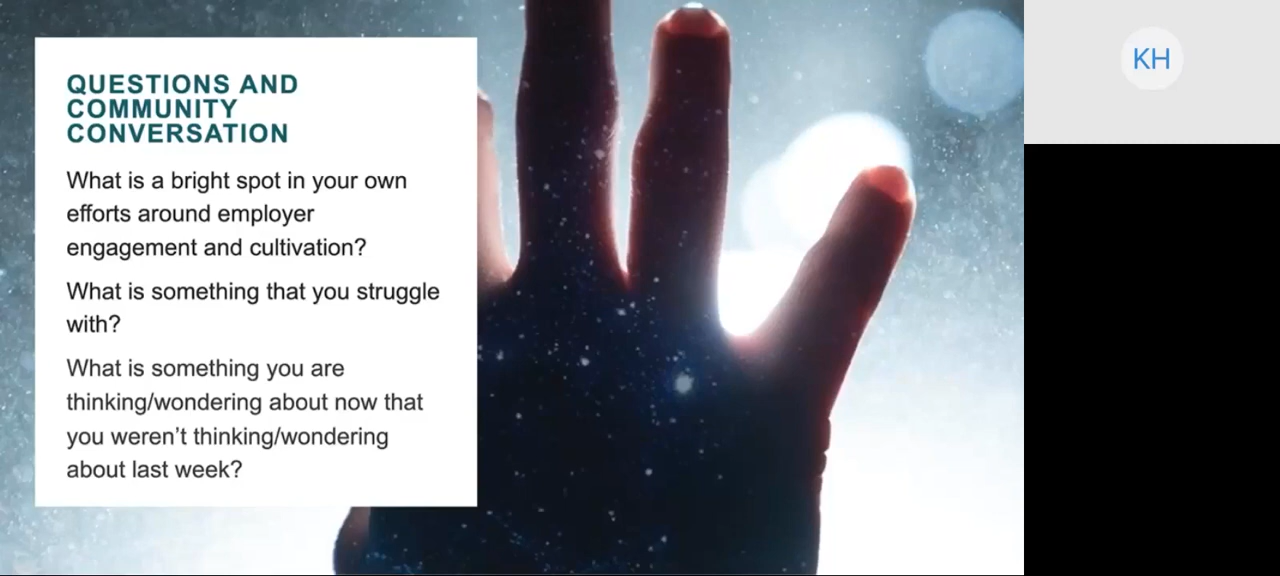 QUESTIONS AND
COMMUNITY
CONVERSATION
What is a bright spot in your own
efforts around employer
engagement and cultivation?
What is something that you struggle
with?
What is something you are
thinking/wondering about now that
you weren’t thinking/wondering
about last week?
KH